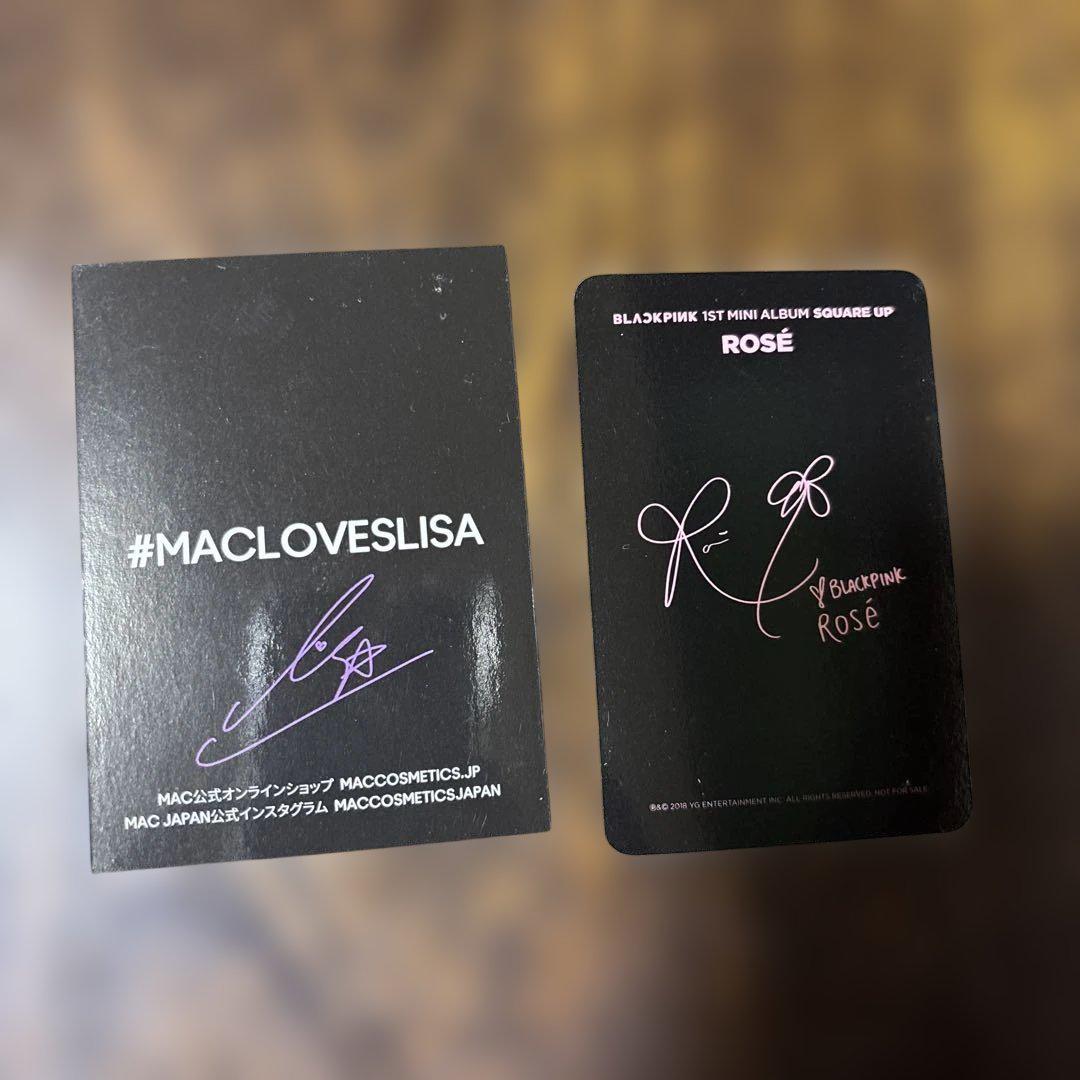 #MACLOVESLISA
Lisa
MAC公式オンラインショップ MACCOSMETICS.JP
MAC JAPAN公式インスタグラム MACCOSMETICSJAPAN
BLACKPINK 1ST MINI ALBUM SQUARE UP
ROSÉ
BLACKPINK
ROSÉ
℗&© 2018 YG ENTERTAINMENT INC. ALL RIGHTS RESERVED. NOT FOR SALE